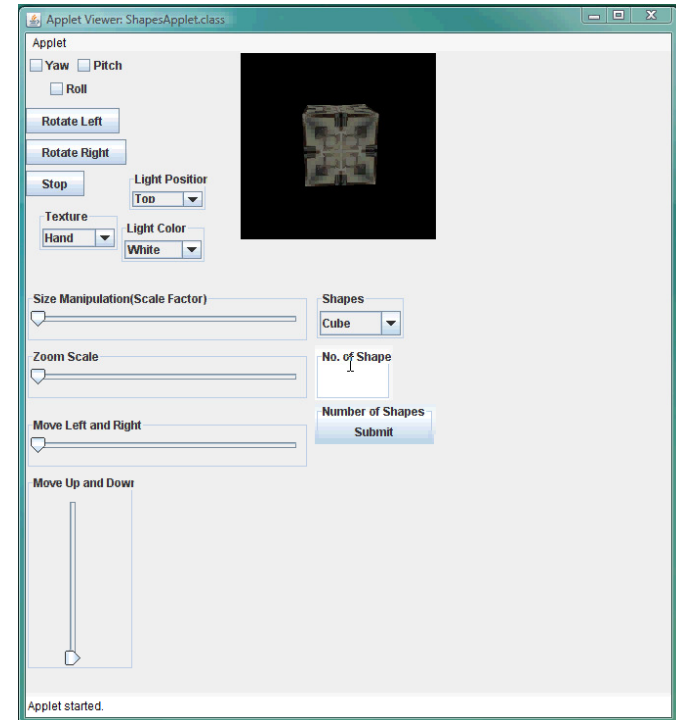 Applet Viewer: ShapesApplet.class
Applet
Yaw Pitch
Roll
Rotate Left
Rotate Right
Stop
Light Position
Top
Texture
Hand
Light Color
White
Size Manipulation(Scale Factor)
Shapes
Cube
Zoom Scale
No. of Shape
Move Left and Right
Number of Shapes
Submit
Move Up and Down
Applet started.